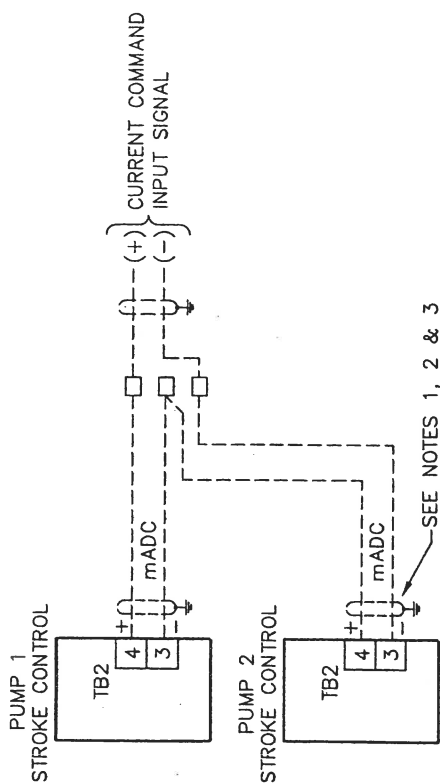 PUMP 1
STROKE CONTROL
TB2
+
4
3
−
mADC
CURRENT COMMAND
INPUT SIGNAL
(+)
(−)
PUMP 2
STROKE CONTROL
TB2
+
4
3
−
mADC
SEE NOTES 1, 2 & 3